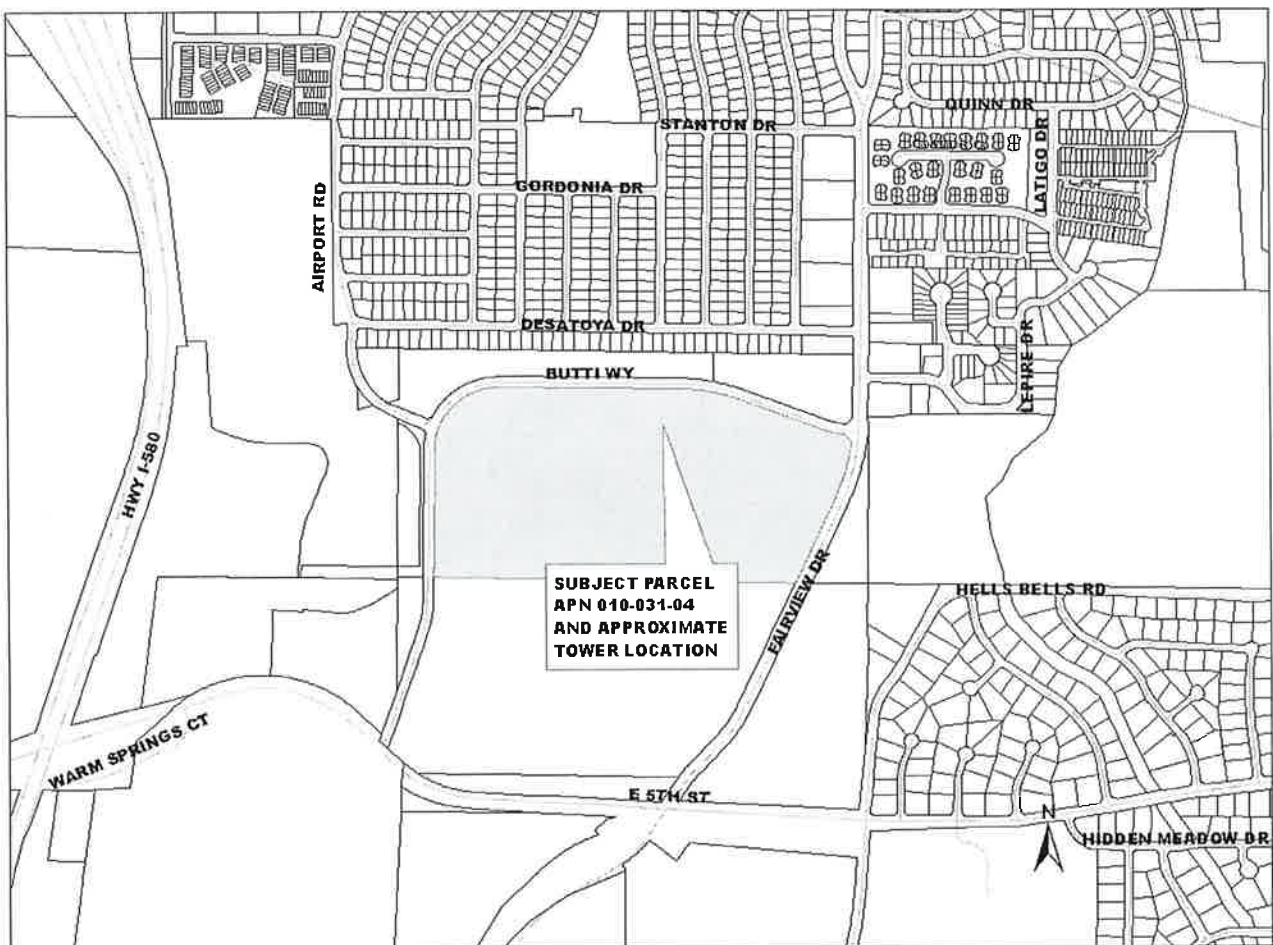 QUINN DR
STANTON DR
LATIGO DR
GORDONIA DR
AIRPORT RD
DESATOYA DR
LEPIRE DR
BUTTI WY
HWY I-580
SUBJECT PARCEL
APN 010-031-04
AND APPROXIMATE
TOWER LOCATION
FAIRVIEW DR
HELLS BELLS RD
WARM SPRINGS CT
E 5TH ST
N
HIDDEN MEADOW DR